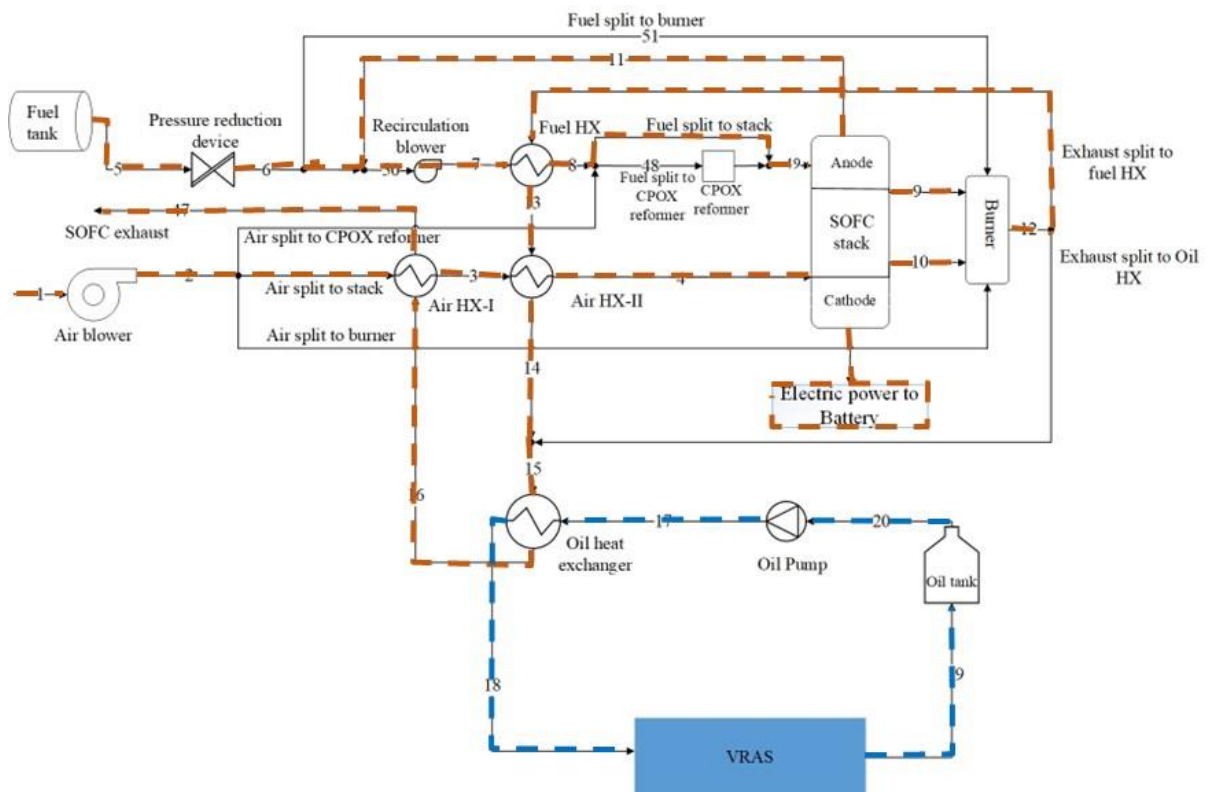 Fuel split to burner
51
11
Fuel
tank
Pressure reduction
device
Recirculation
blower
Fuel HX
Fuel split to stack
5
6
50
7
8
48
49
Fuel split to
CPOX
reformer
CPOX
reformer
Anode
Exhaust split to
fuel HX
9
Burner
12
SOFC
stack
47
13
SOFC exhaust
Air split to CPOX reformer
10
Exhaust split to Oil
HX
1
2
Air split to stack
3
4
Air HX-I
Air HX-II
Cathode
Air blower
Air split to burner
14
Electric power to
Battery
15
16
17
20
Oil heat
exchanger
Oil Pump
Oil tank
18
9
VRAS